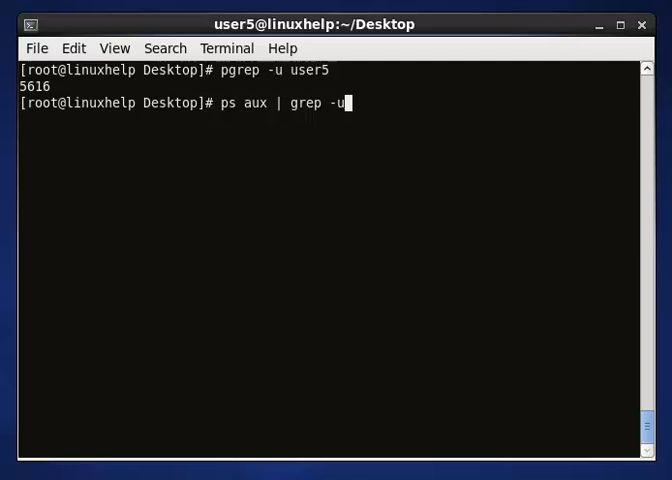 user5@linuxhelp:~/Desktop
File Edit View Search Terminal Help
[root@linuxhelp Desktop]# pgrep -u user5
5616
[root@linuxhelp Desktop]# ps aux | grep -u